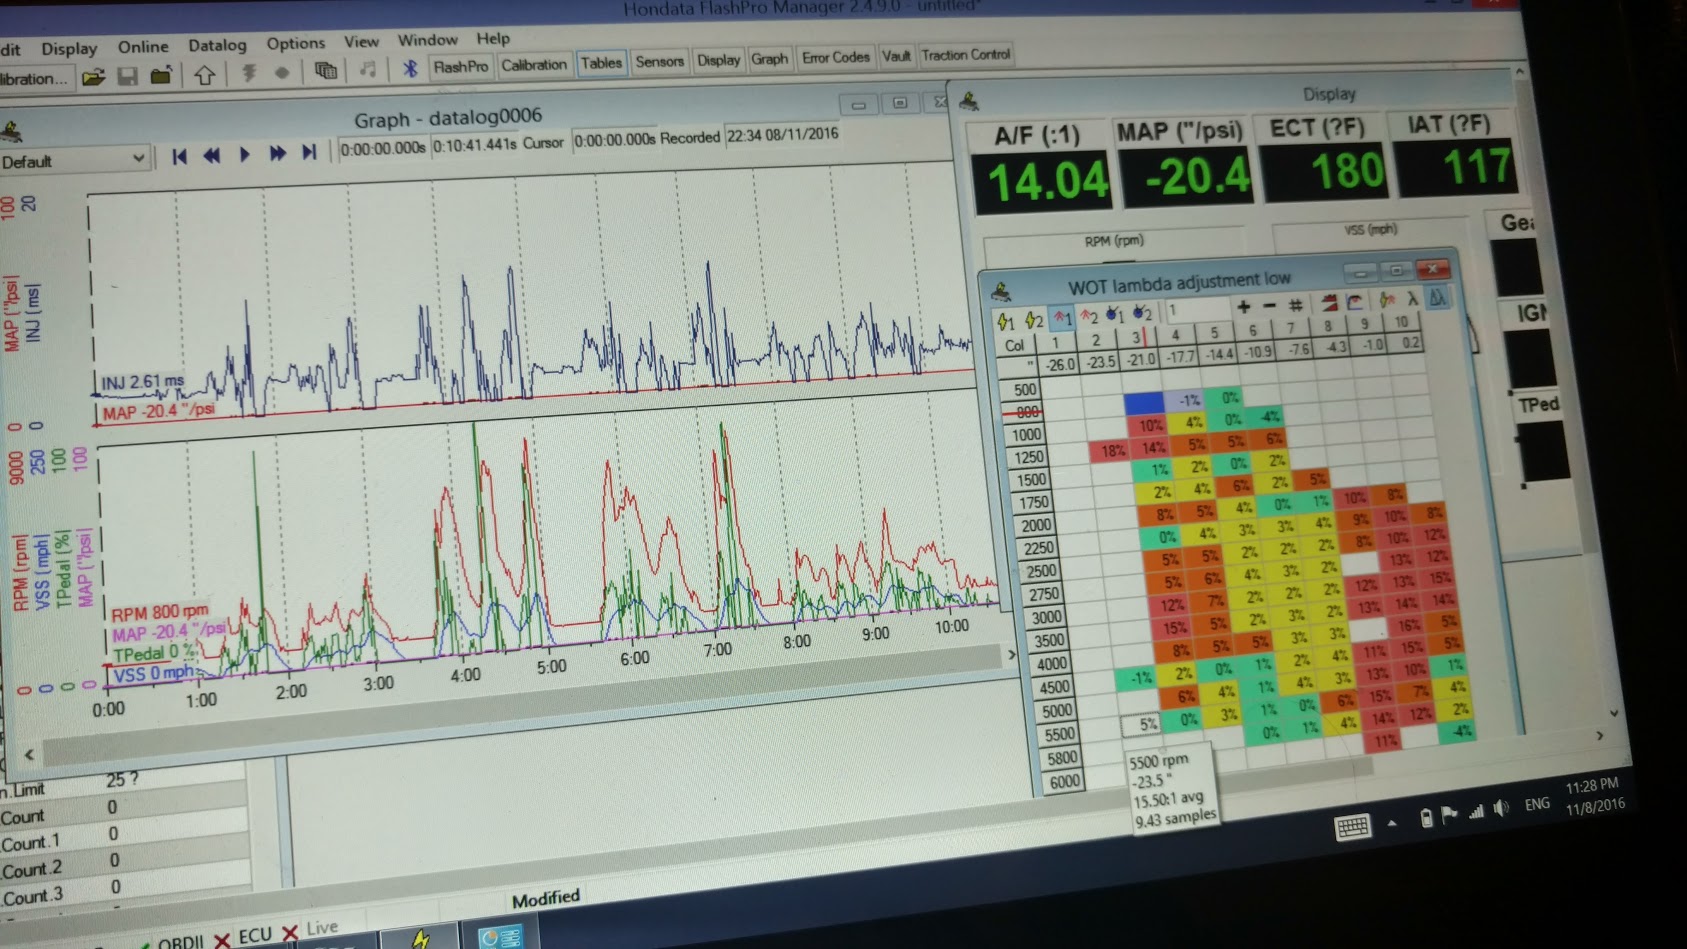 Hondata FlashPro Manager 2.4.9.0 - untitled*
dit Display Online Datalog Options View Window Help
libration... FlashPro Calibration Tables Sensors Display Graph Error Codes Vault Traction Control
Graph - datalog0006
Default 0:00:00.000s 0:10:41.441s Cursor 0:00:00.000s Recorded 22:34 08/11/2016
100 20
MAP ("/psi)
INJ (ms)
0 0
INJ 2.61 ms
MAP -20.4 "/psi
9000 250 100 100
RPM (rpm)
VSS (mph)
TPedal (%)
MAP ("/psi)
0 0 0 0
RPM 800 rpm
MAP -20.4 "/psi
TPedal 0 %
VSS 0 mph
0:00 1:00 2:00 3:00 4:00 5:00 6:00 7:00 8:00 9:00 10:00
Display
A/F (:1) MAP ("/psi) ECT (?F) IAT (?F)
14.04 -20.4 180 117
RPM (rpm) VSS (mph)
Gea
IGN
TPed
WOT lambda adjustment low
1 2 1 2 1 2 1
Col 1 2 3 4 5 6 7 8 9 10
" -26.0 -23.5 -21.0 -17.7 -14.4 -10.9 -7.6 -4.3 -1.0 0.2
500 -1% 0%
800 10% 4% 0% -4%
1000 18% 14% 5% 5% 6%
1250 1% 2% 0% 2%
1500 2% 4% 6% 2% 5%
1750 8% 5% 4% 0% 1% 10% 8%
2000 0% 4% 3% 3% 4% 9% 10% 8%
2250 5% 5% 2% 2% 2% 8% 10% 12%
2500 5% 6% 4% 2% 2% 13% 12%
2750 12% 7% 2% 2% 2% 12% 13% 15%
3000 15% 5% 2% 3% 2% 13% 14% 14%
3500 8% 5% 5% 3% 3% 16% 5%
4000 -1% 2% 0% 1% 2% 4% 11% 15% 5%
4500 6% 4% 1% 4% 3% 13% 10% 1%
5000 5% 0% 3% 1% 0% 6% 15% 7% 4%
5500 0% 1% 4% 14% 12% 2%
5800 11% -4%
6000
5500 rpm
-23.5 "
15.50:1 avg
9.43 samples
n.Limit 25 ?
.Count 0
.Count.1 0
.Count.2 0
.Count.3 0
Modified
OBDII ECU Live
ENG 11:28 PM
11/8/2016